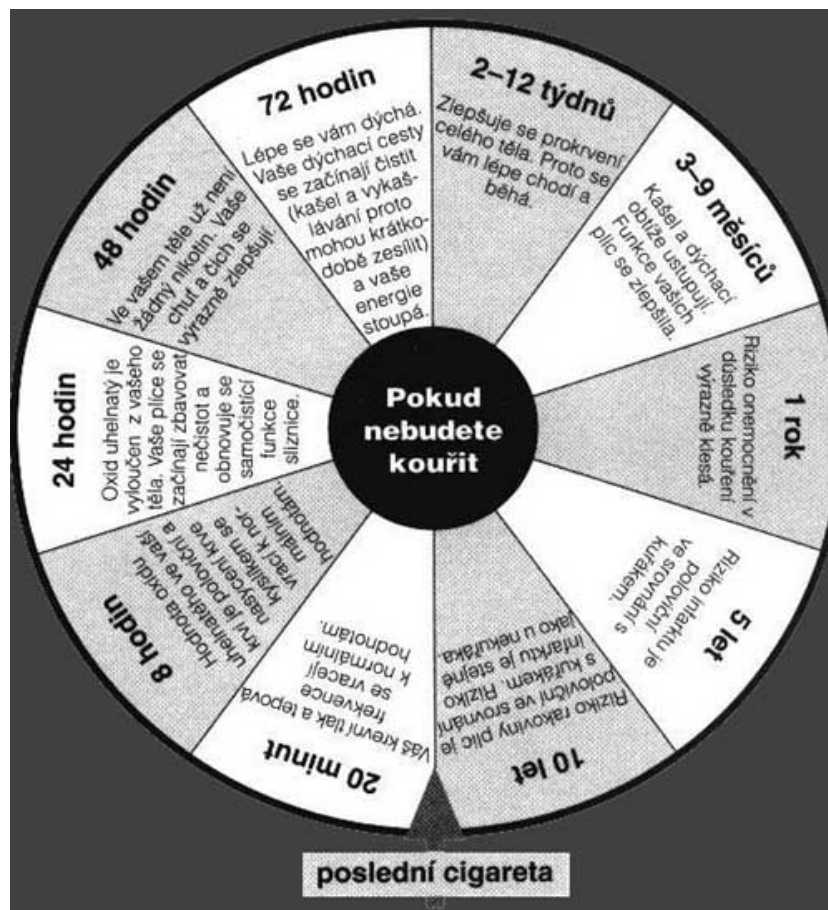 Pokud
nebudete
kouřit
poslední cigareta
20 minut
Váš krevní tlak a tepová
frekvence
se vracejí
k normálním
hodnotám.
8 hodin
Hodnota oxidu
uhelnatého ve vaší
krvi je poloviční a
nasycení krve
kyslíkem se
vrací k nor-
málním
hodnotám.
24 hodin
Oxid uhelnatý je
vyloučen z vašeho
těla. Vaše plíce se
začínají zbavovat
nečistot a
obnovuje se
samočistící
funkce
sliznice.
48 hodin
Ve vašem těle už není
žádný nikotin. Vaše
chuť a čich se
výrazně zlepšují.
72 hodin
Lépe se vám dýchá.
Vaše dýchací cesty
se začínají čistit
(kašel a vykaš-
lávání proto
mohou krátko-
době zesílit)
a vaše
energie
stoupá.
2–12 týdnů
Zlepšuje se prokrvení
celého těla. Proto se
vám lépe chodí a
běhá.
3–9 měsíců
Kašel a dýchací
obtíže ustupují.
Funkce vašich
plic se zlepšila.
1 rok
Riziko onemocnění v
důsledku kouření
výrazně klesá.
5 let
Riziko infarktu je
poloviční
ve srovnání s
kuřákem.
10 let
Riziko rakoviny plic je
poloviční ve srovnání
s kuřákem. Riziko
infarktu je stejné
jako u nekuřáka.